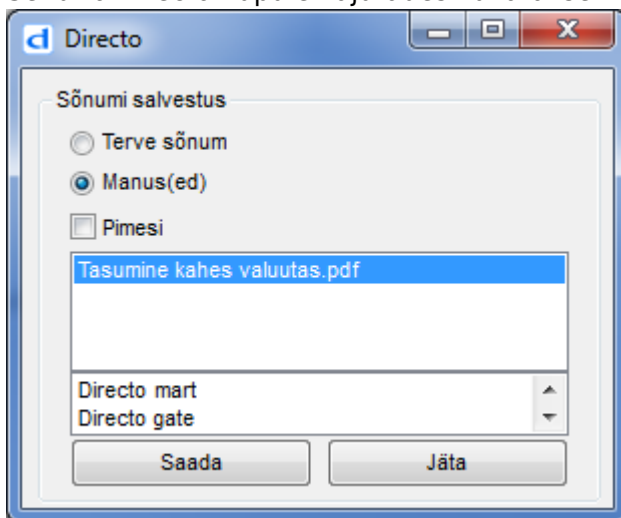 Directo
Sõnumi salvestus
Terve sõnum
Manus(ed)
Pimesi
Tasumine kahes valuutas.pdf
Directo mart
Directo gate
Saada
Jäta